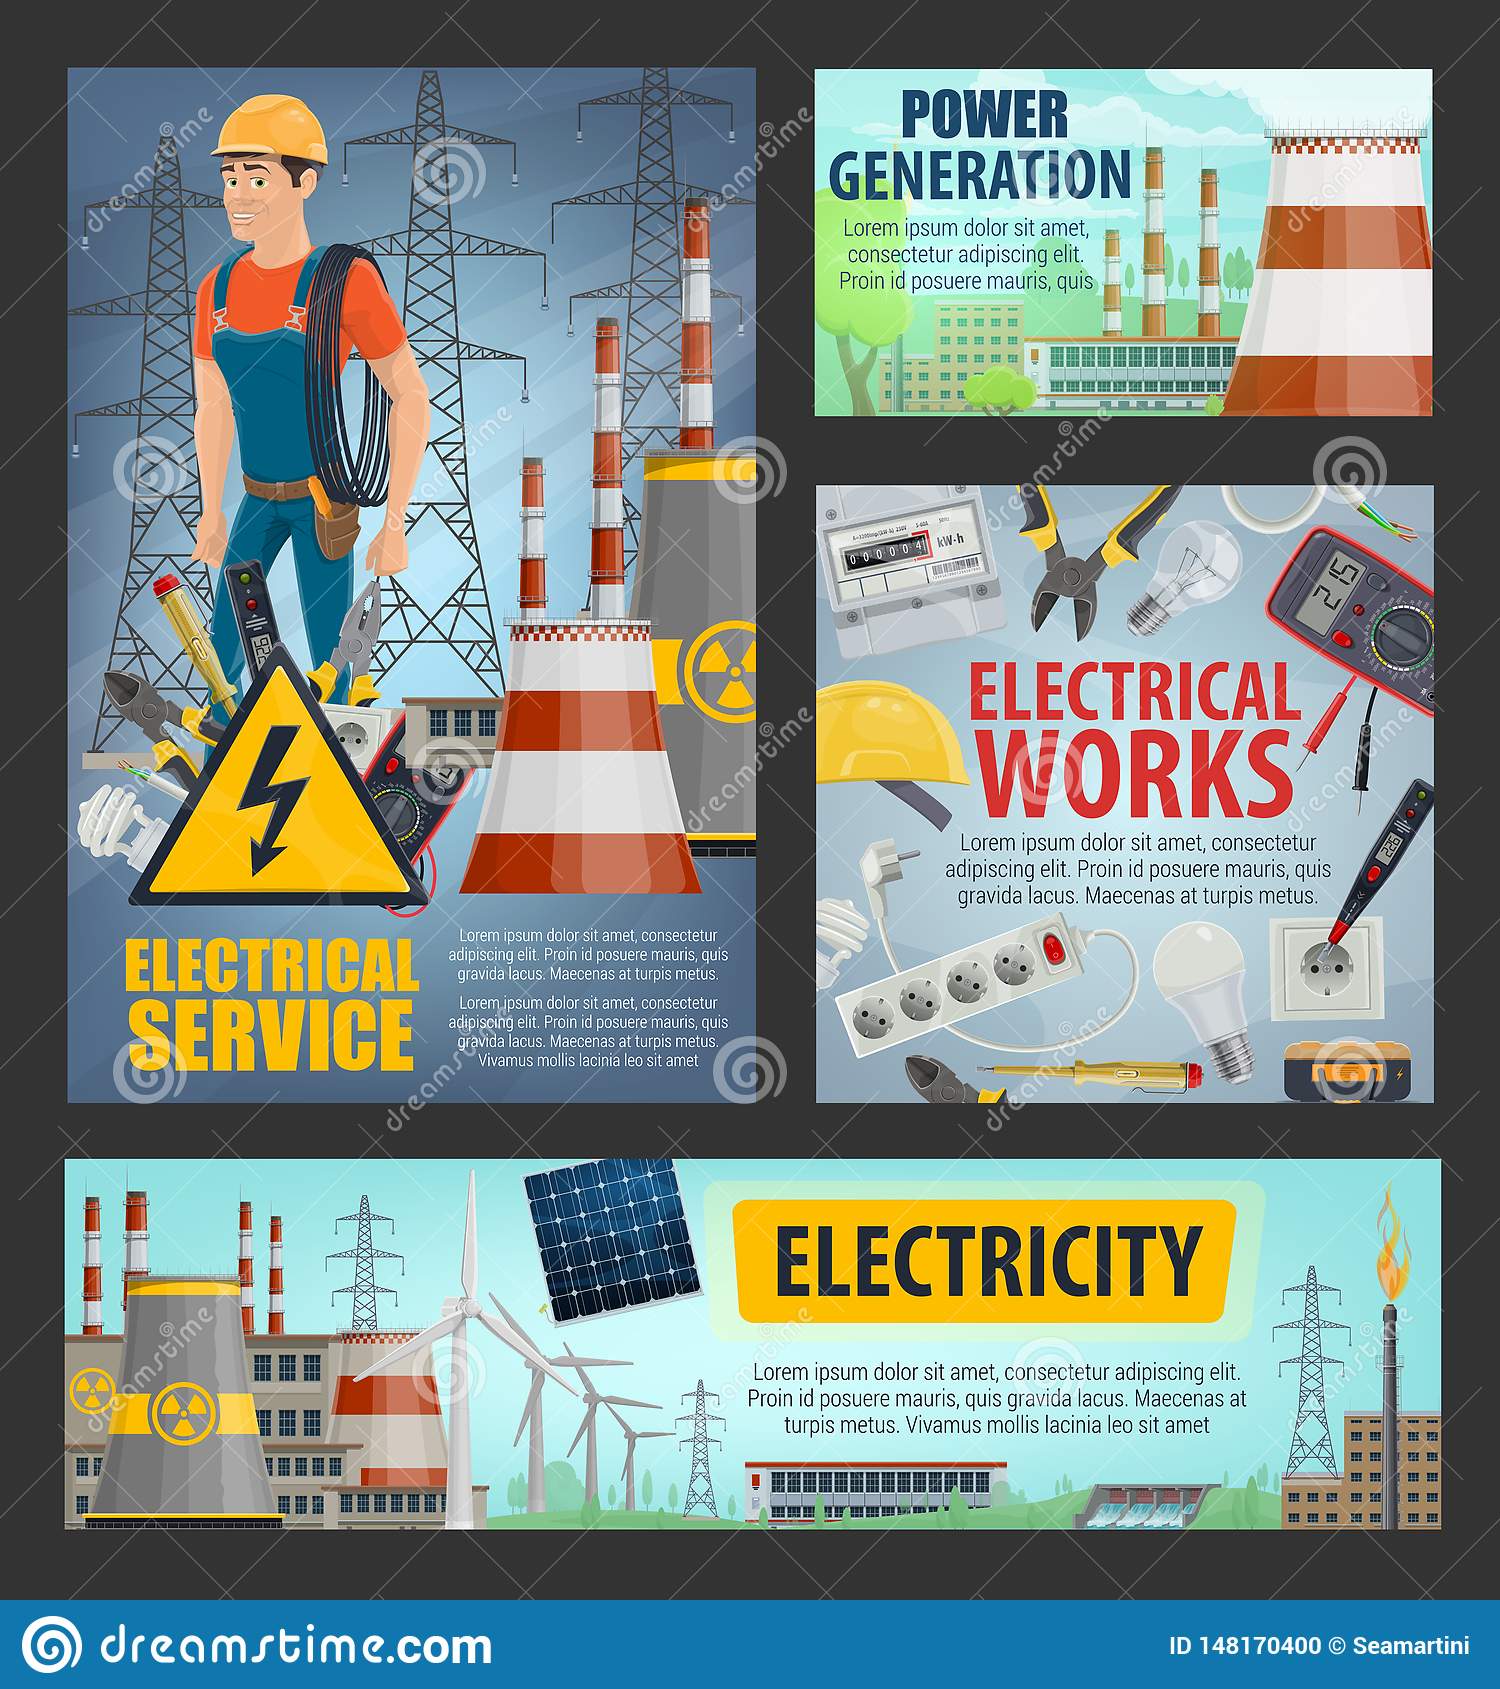 ELECTRICAL
SERVICE
Lorem ipsum dolor sit amet, consectetur
adipiscing elit. Proin id posuere mauris, quis
gravida lacus. Maecenas at turpis metus.
Lorem ipsum dolor sit amet, consectetur
adipiscing elit. Proin id posuere mauris, quis
gravida lacus. Maecenas at turpis metus.
Vivamus mollis lacinia leo sit amet
POWER
GENERATION
Lorem ipsum dolor sit amet,
consectetur adipiscing elit.
Proin id posuere mauris, quis
kW-h
000004
ELECTRICAL
WORKS
Lorem ipsum dolor sit amet, consectetur
adipiscing elit. Proin id posuere mauris, quis
gravida lacus. Maecenas at turpis metus.
ELECTRICITY
Lorem ipsum dolor sit amet, consectetur adipiscing elit.
Proin id posuere mauris, quis gravida lacus. Maecenas at
turpis metus. Vivamus mollis lacinia leo sit amet
dreamstime.com
ID 148170400 © Seamartini